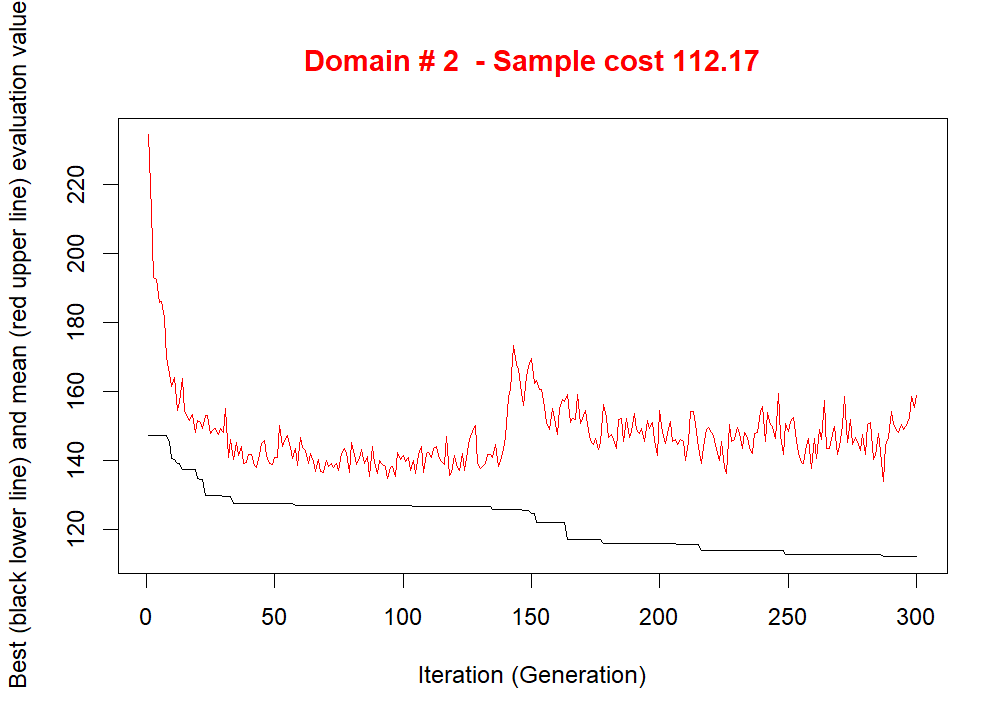 Domain # 2  - Sample cost 112.17
Best (black lower line) and mean (red upper line) evaluation value
220
200
180
160
140
120
0 50 100 150 200 250 300
Iteration (Generation)